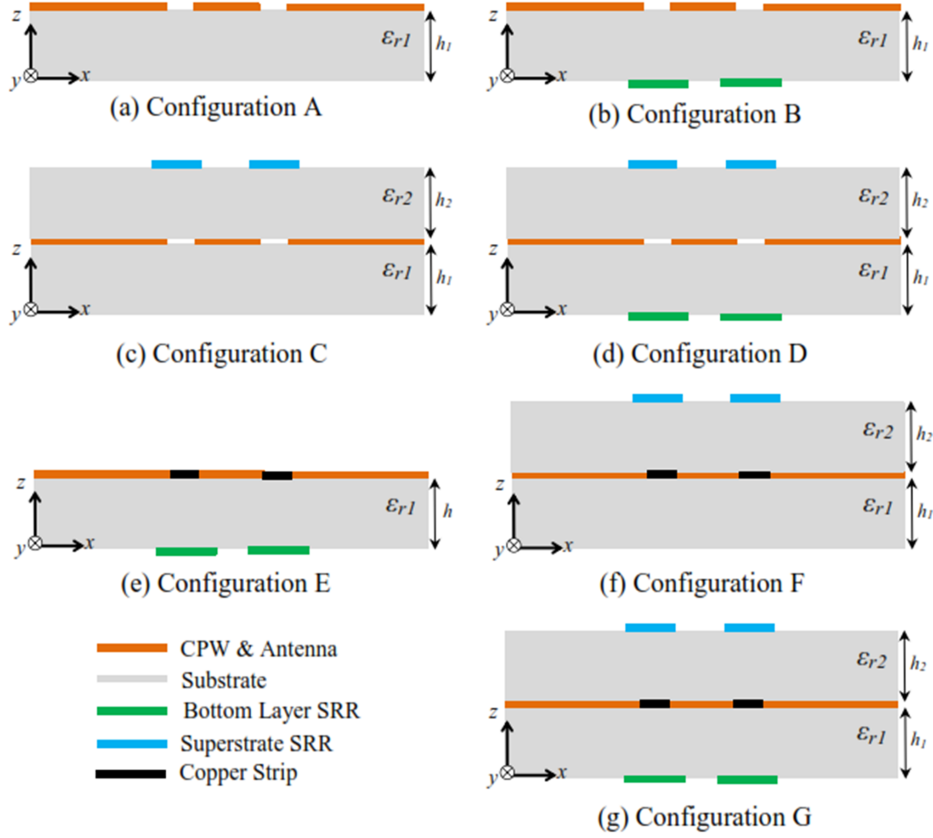 z
εr1
h1
y
x
(a) Configuration A
εr1
h1
y
x
(b) Configuration B
εr2
h2
z
εr1
h1
y
x
(c) Configuration C
εr2
h2
z
εr1
h1
y
x
(d) Configuration D
z
εr1
h
y
x
(e) Configuration E
εr2
h2
z
εr1
h1
y
x
(f) Configuration F
CPW & Antenna
Substrate
Bottom Layer SRR
Superstrate SRR
Copper Strip
εr2
h2
z
εr1
h1
y
x
(g) Configuration G